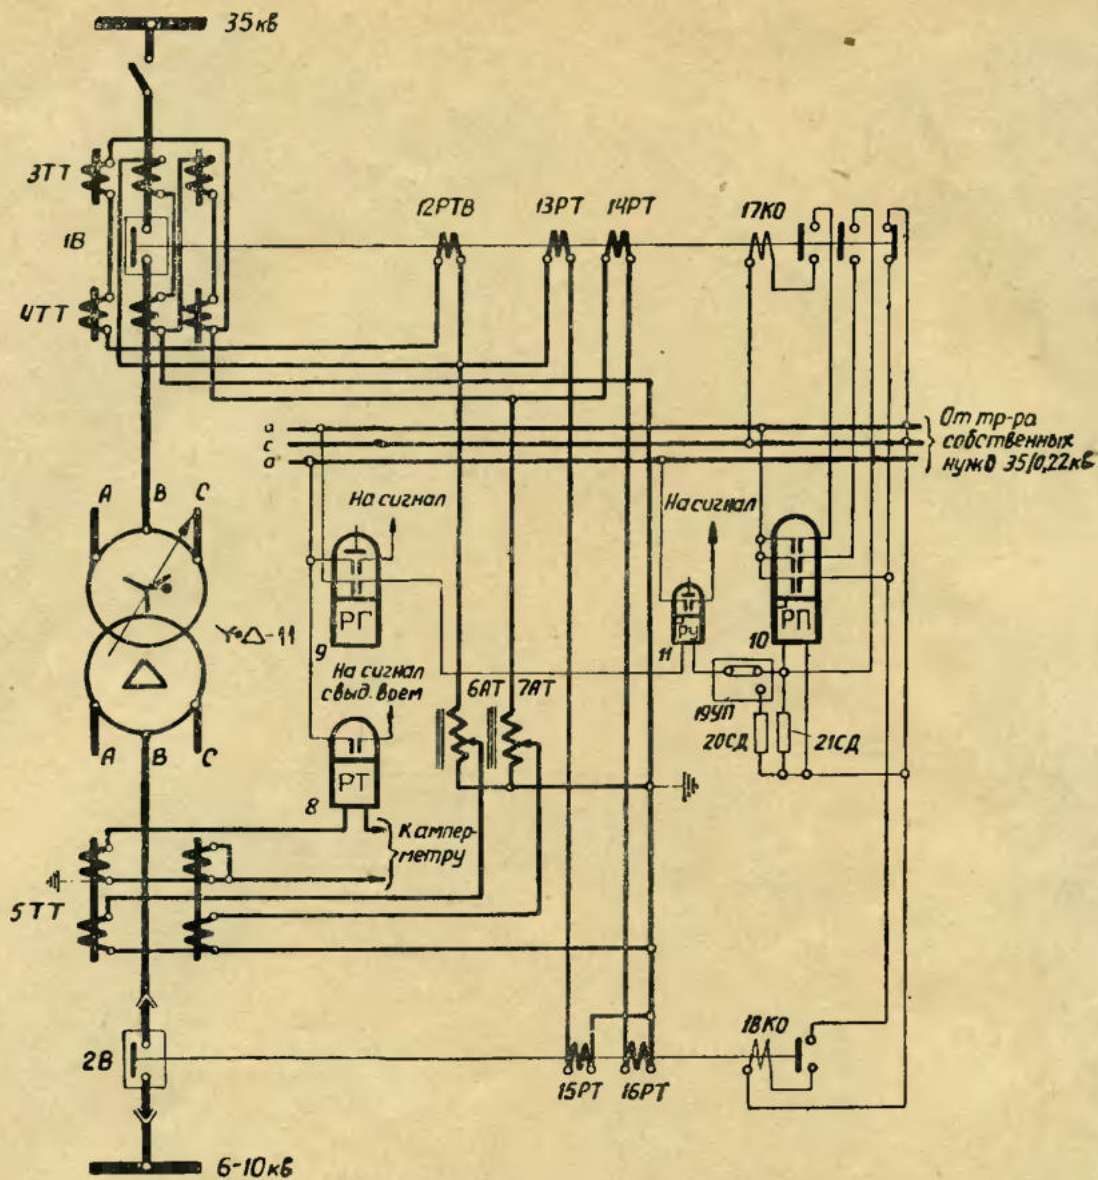 35кв
3ТТ
1В
4ТТ
12РТВ
13РТ
14РТ
17КО
а
с
От тр-ра
собственных
нужд 35/0,22кв
А
В
С
На сигнал
На сигнал
РГ
9
РУ
11
РП
10
Δ-11
На сигнал
с выд. воем
6АТ
7АТ
19УП
20СД
21СД
А
В
С
РТ
8
К ампер-
метру
5ТТ
2В
15РТ
16РТ
18КО
6-10кв